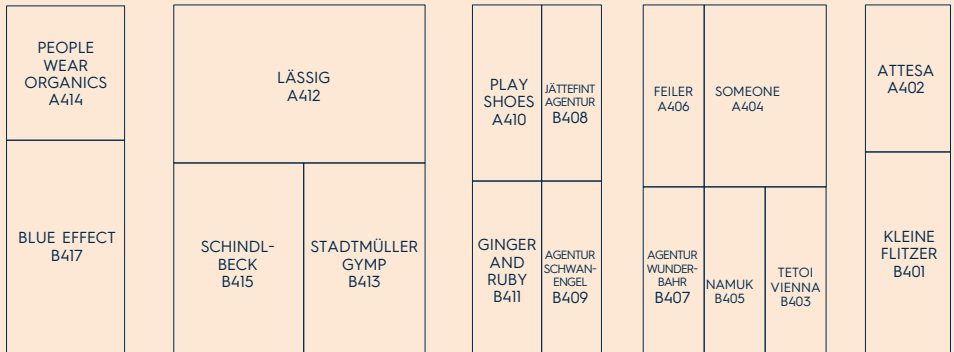 PEOPLE
WEAR
ORGANICS
A414
LÄSSIG
A412
PLAY
SHOES
A410
JÄTTEFINT
AGENTUR
B408
FEILER
A406
SOMEONE
A404
ATTESA
A402
BLUE EFFECT
B417
SCHINDL-
BECK
B415
STADTMÜLLER
GYMP
B413
GINGER
AND
RUBY
B411
AGENTUR
SCHWAN-
ENGEL
B409
AGENTUR
WUNDER-
BAHR
B407
NAMUK
B405
TETOI
VIENNA
B403
KLEINE
FLITZER
B401